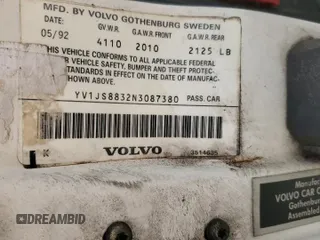 MFD. BY VOLVO GOTHENBURG SWEDEN
DATE: G.V.W.R. G.A.W.R. FRONT G.A.W.R. REAR
05/92 4110 2010 2125 LB
VEHICLE CONFORMS TO ALL APPLICABLE FEDERAL
VEHICLE SAFETY, BUMPER AND THEFT PROTEC-
STANDARDS IN EFFECT ON THE DATE OF MANUFAC-
SHOWN ABOVE.
YV1JS8832N3087380 PASS. CAR
VOLVO
3514635
Manufac
VOLVO CAR C
Gothenburg
Assembled
DREAMBID